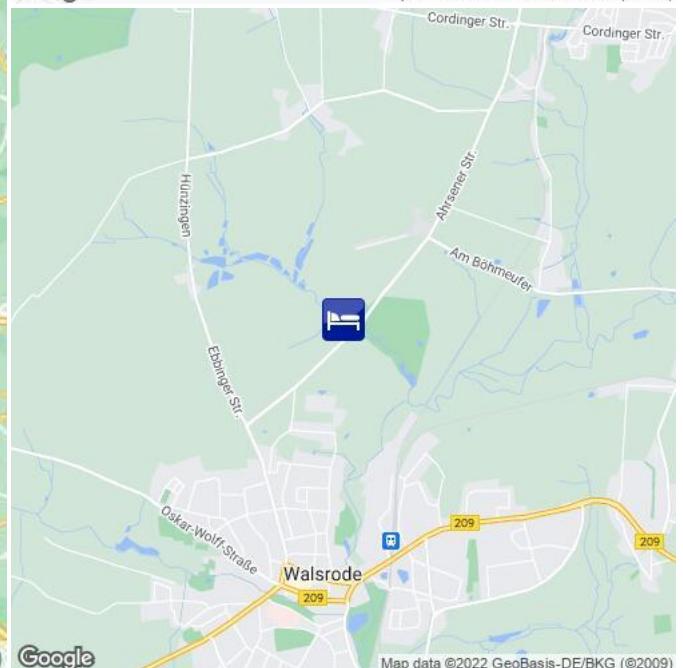 Cordinger Str.
Cordinger Str.
Hünzingen
Ahrsener Str.
Am Böhmeufer
Ebbinger Str.
Oskar-Wolff-Straße
209
209
Walsrode
209
Google
Map data ©2022 GeoBasis-DE/BKG (©2009)